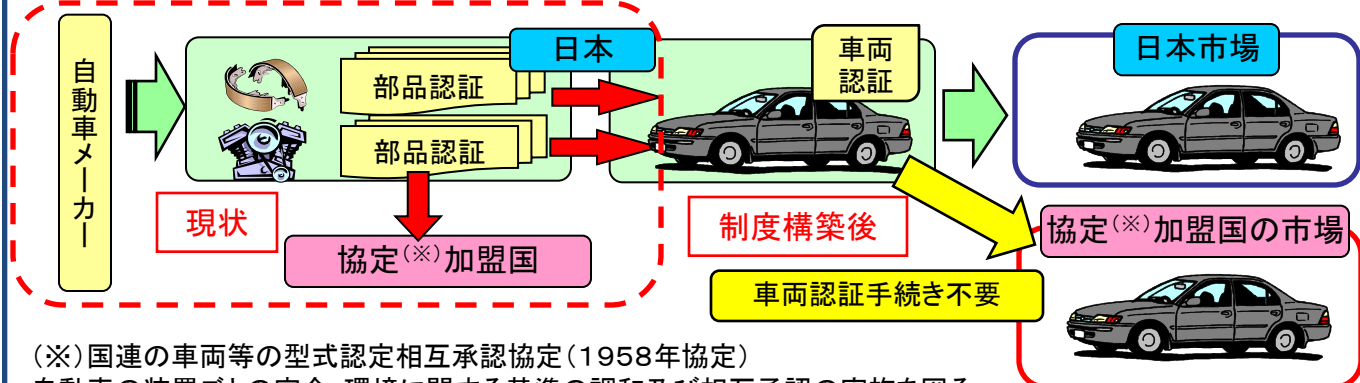 自動車メーカー
日本
部品認証
部品認証
車両
認証
日本市場
現状
協定(※)加盟国
制度構築後
協定(※)加盟国の市場
車両認証手続き不要
(※)国連の車両等の型式認定相互承認協定(1958年協定)